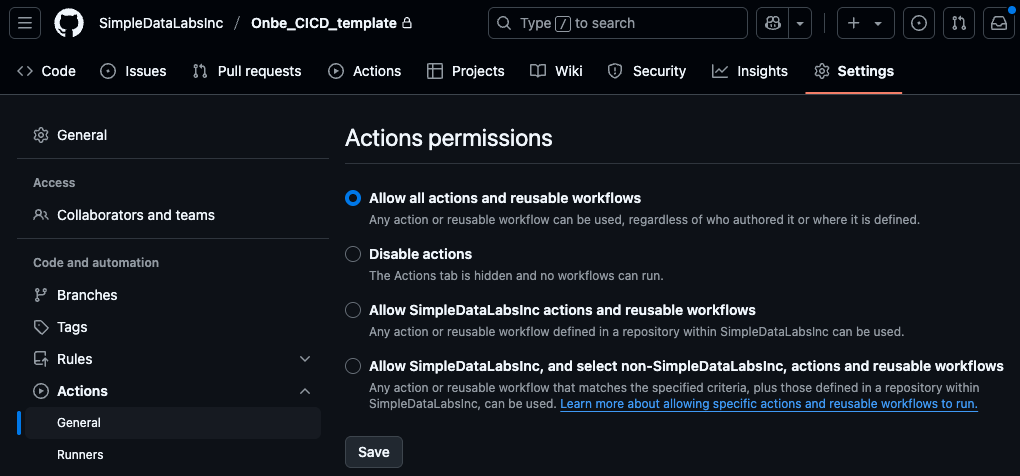 SimpleDataLabsInc / Onbe_CICD_template
Type / to search
Code
Issues
Pull requests
Actions
Projects
Wiki
Security
Insights
Settings
General
Access
Collaborators and teams
Code and automation
Branches
Tags
Rules
Actions
General
Runners
Actions permissions
Allow all actions and reusable workflows
Any action or reusable workflow can be used, regardless of who authored it or where it is defined.
Disable actions
The Actions tab is hidden and no workflows can run.
Allow SimpleDataLabsInc actions and reusable workflows
Any action or reusable workflow defined in a repository within SimpleDataLabsInc can be used.
Allow SimpleDataLabsInc, and select non-SimpleDataLabsInc, actions and reusable workflows
Any action or reusable workflow that matches the specified criteria, plus those defined in a repository within
SimpleDataLabsInc, can be used. Learn more about allowing specific actions and reusable workflows to run.
Save